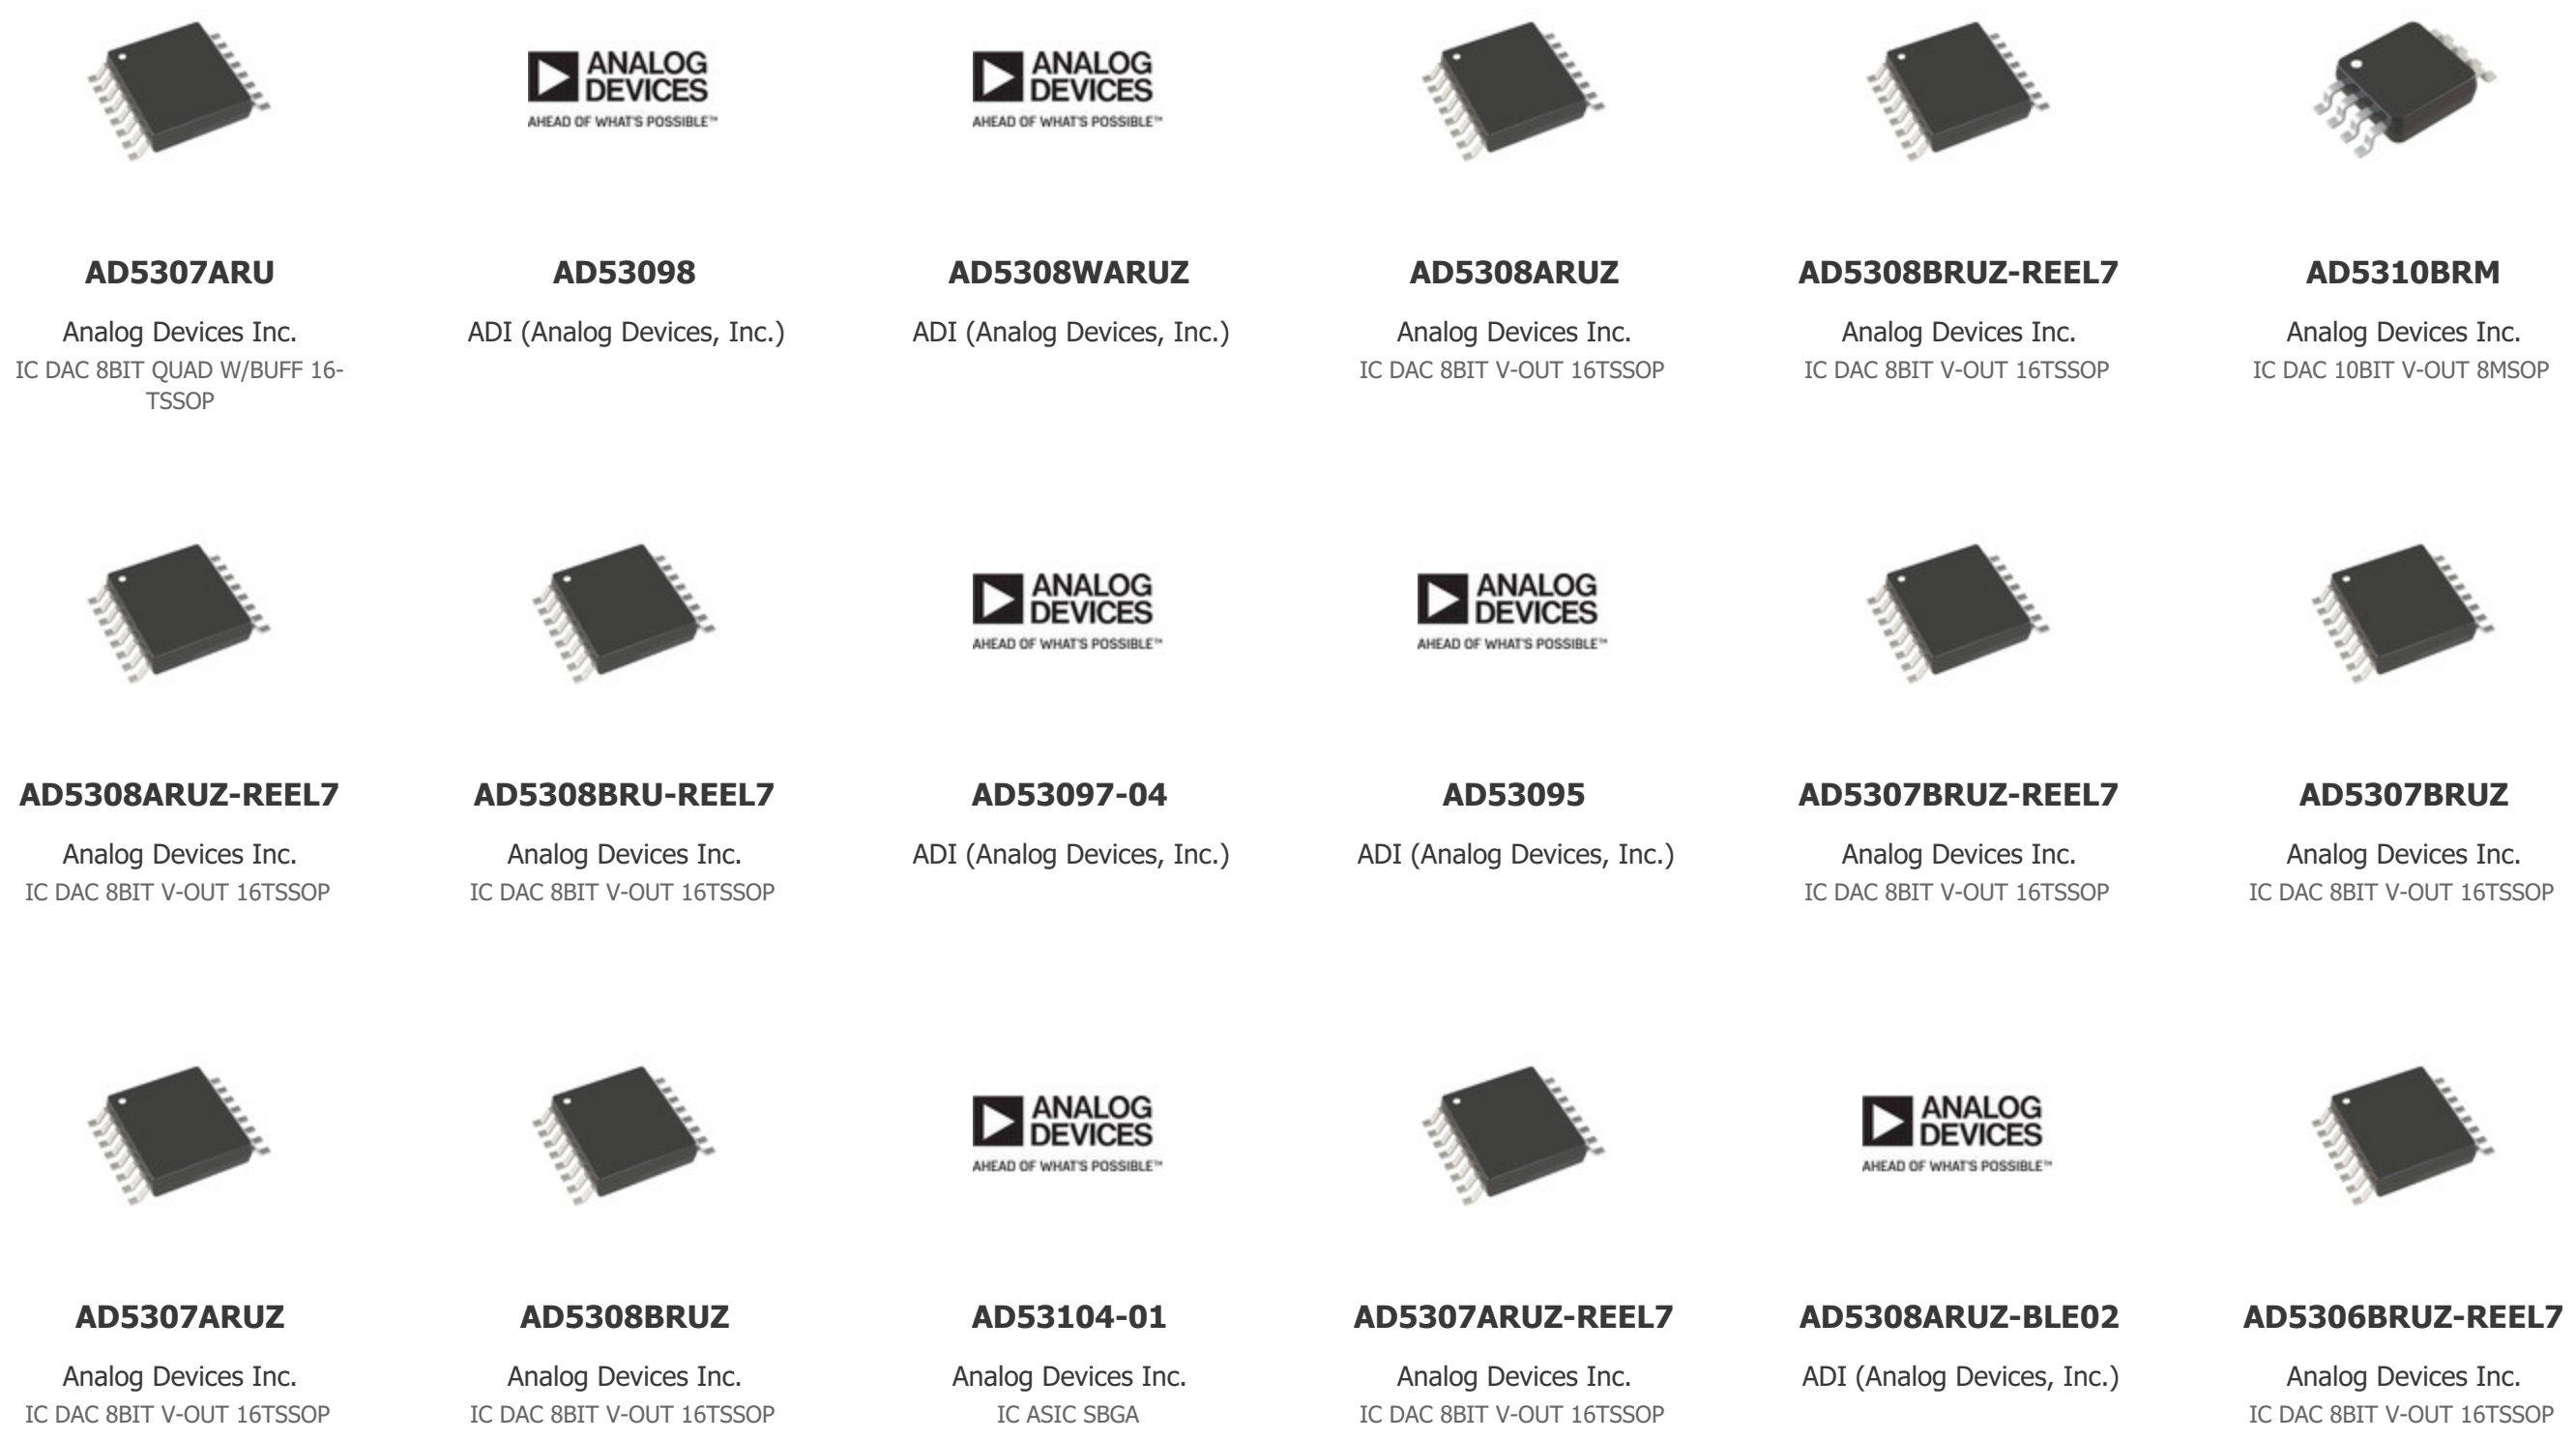 ANALOG
DEVICES
AHEAD OF WHAT'S POSSIBLE™
ANALOG
DEVICES
AHEAD OF WHAT'S POSSIBLE™
AD5307ARU
Analog Devices Inc.
IC DAC 8BIT QUAD W/BUFF 16-
TSSOP
AD53098
ADI (Analog Devices, Inc.)
AD5308WARUZ
ADI (Analog Devices, Inc.)
AD5308ARUZ
Analog Devices Inc.
IC DAC 8BIT V-OUT 16TSSOP
AD5308BRUZ-REEL7
Analog Devices Inc.
IC DAC 8BIT V-OUT 16TSSOP
AD5310BRM
Analog Devices Inc.
IC DAC 10BIT V-OUT 8MSOP
ANALOG
DEVICES
AHEAD OF WHAT'S POSSIBLE™
ANALOG
DEVICES
AHEAD OF WHAT'S POSSIBLE™
AD5308ARUZ-REEL7
Analog Devices Inc.
IC DAC 8BIT V-OUT 16TSSOP
AD5308BRU-REEL7
Analog Devices Inc.
IC DAC 8BIT V-OUT 16TSSOP
AD53097-04
ADI (Analog Devices, Inc.)
AD53095
ADI (Analog Devices, Inc.)
AD5307BRUZ-REEL7
Analog Devices Inc.
IC DAC 8BIT V-OUT 16TSSOP
AD5307BRUZ
Analog Devices Inc.
IC DAC 8BIT V-OUT 16TSSOP
ANALOG
DEVICES
AHEAD OF WHAT'S POSSIBLE™
ANALOG
DEVICES
AHEAD OF WHAT'S POSSIBLE™
AD5307ARUZ
Analog Devices Inc.
IC DAC 8BIT V-OUT 16TSSOP
AD5308BRUZ
Analog Devices Inc.
IC DAC 8BIT V-OUT 16TSSOP
AD53104-01
Analog Devices Inc.
IC ASIC SBGA
AD5307ARUZ-REEL7
Analog Devices Inc.
IC DAC 8BIT V-OUT 16TSSOP
AD5308ARUZ-BLE02
ADI (Analog Devices, Inc.)
AD5306BRUZ-REEL7
Analog Devices Inc.
IC DAC 8BIT V-OUT 16TSSOP